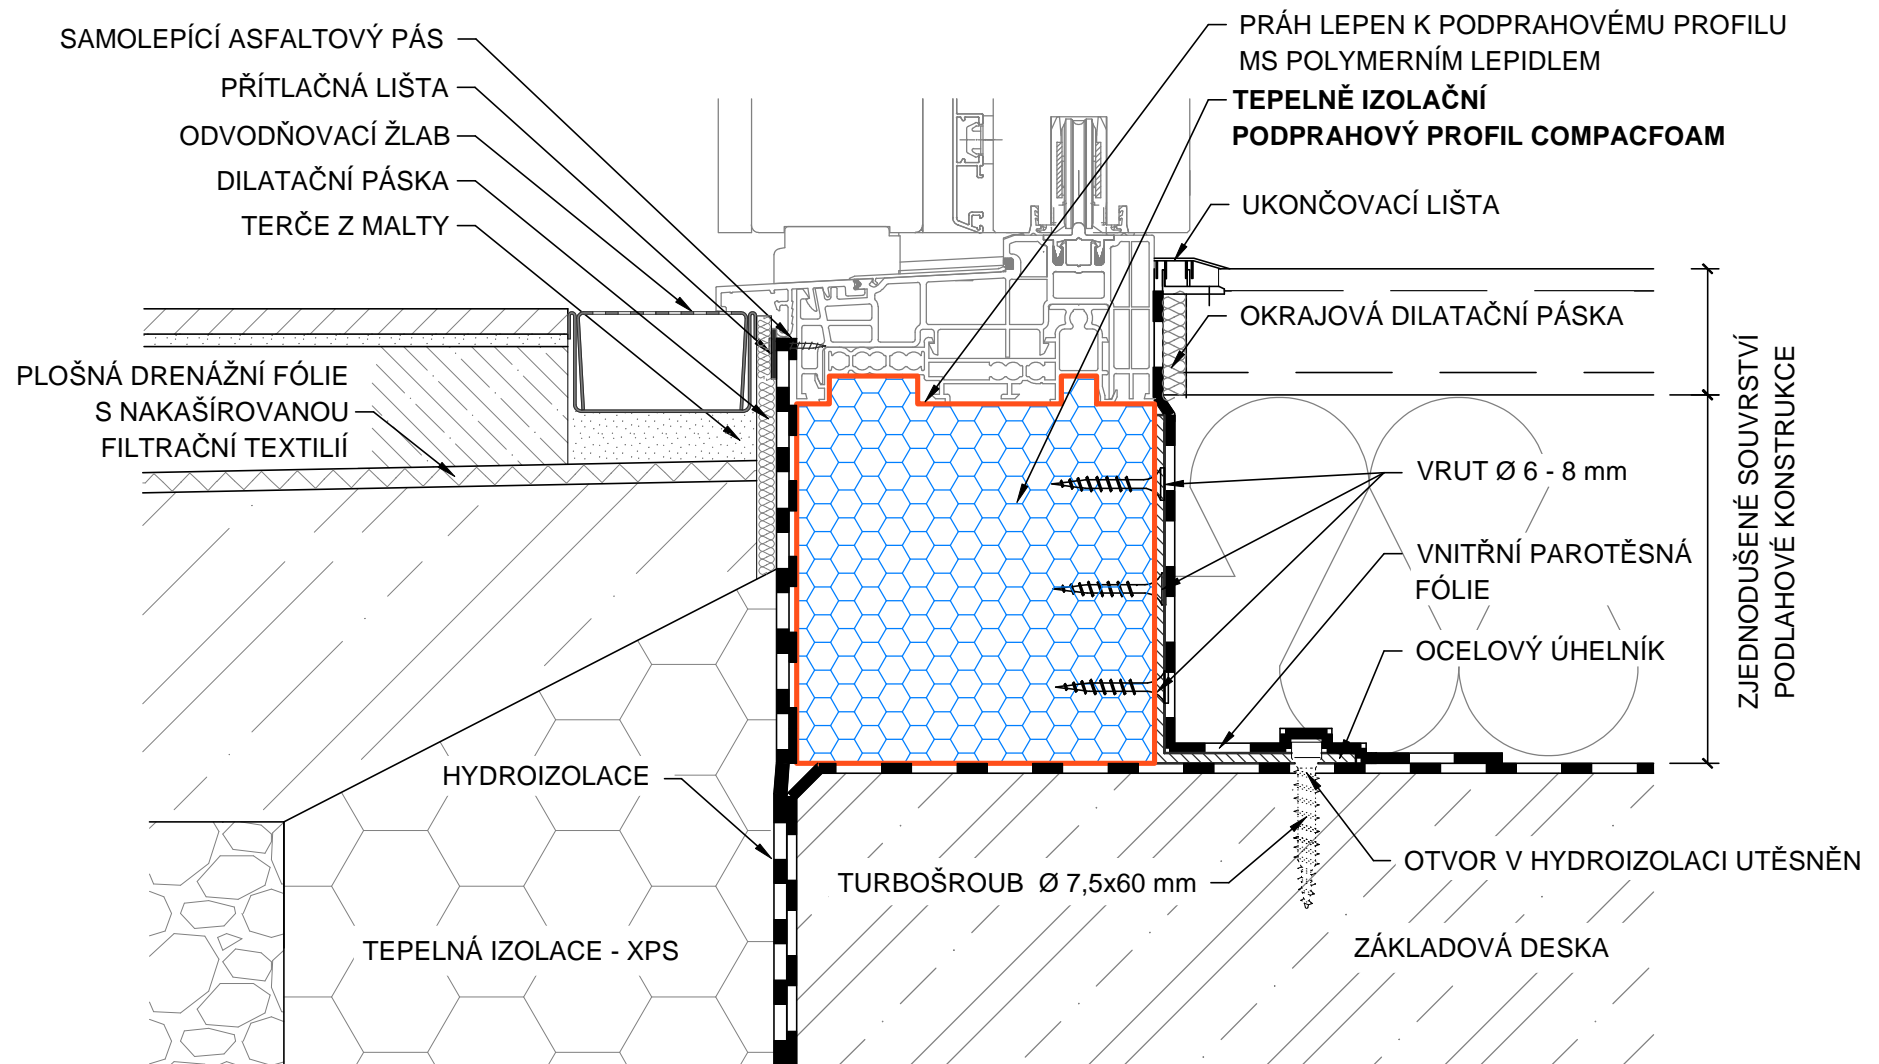 SAMOLEPÍCÍ ASFALTOVÝ PÁS
PŘÍTLAČNÁ LIŠTA
ODVODŇOVACÍ ŽLAB
DILATAČNÍ PÁSKA
TERČE Z MALTY
PLOŠNÁ DRENÁŽNÍ FÓLIE
S NAKAŠÍROVANOU
FILTRAČNÍ TEXTILIÍ
HYDROIZOLACE
TEPELNÁ IZOLACE - XPS
PRÁH LEPEN K PODPRAHOVÉMU PROFILU
MS POLYMERNÍM LEPIDLEM
TEPELNĚ IZOLAČNÍ
PODPRAHOVÝ PROFIL COMPACFOAM
UKONČOVACÍ LIŠTA
OKRAJOVÁ DILATAČNÍ PÁSKA
VRUT Ø 6 - 8 mm
VNITŘNÍ PAROTĚSNÁ
FÓLIE
OCELOVÝ ÚHELNÍK
OTVOR V HYDROIZOLACI UTĚSNĚN
TURBOŠROUB Ø 7,5x60 mm
ZÁKLADOVÁ DESKA
ZJEDNODUŠENÉ SOUVRSTVÍ
PODLAHOVÉ KONSTRUKCE